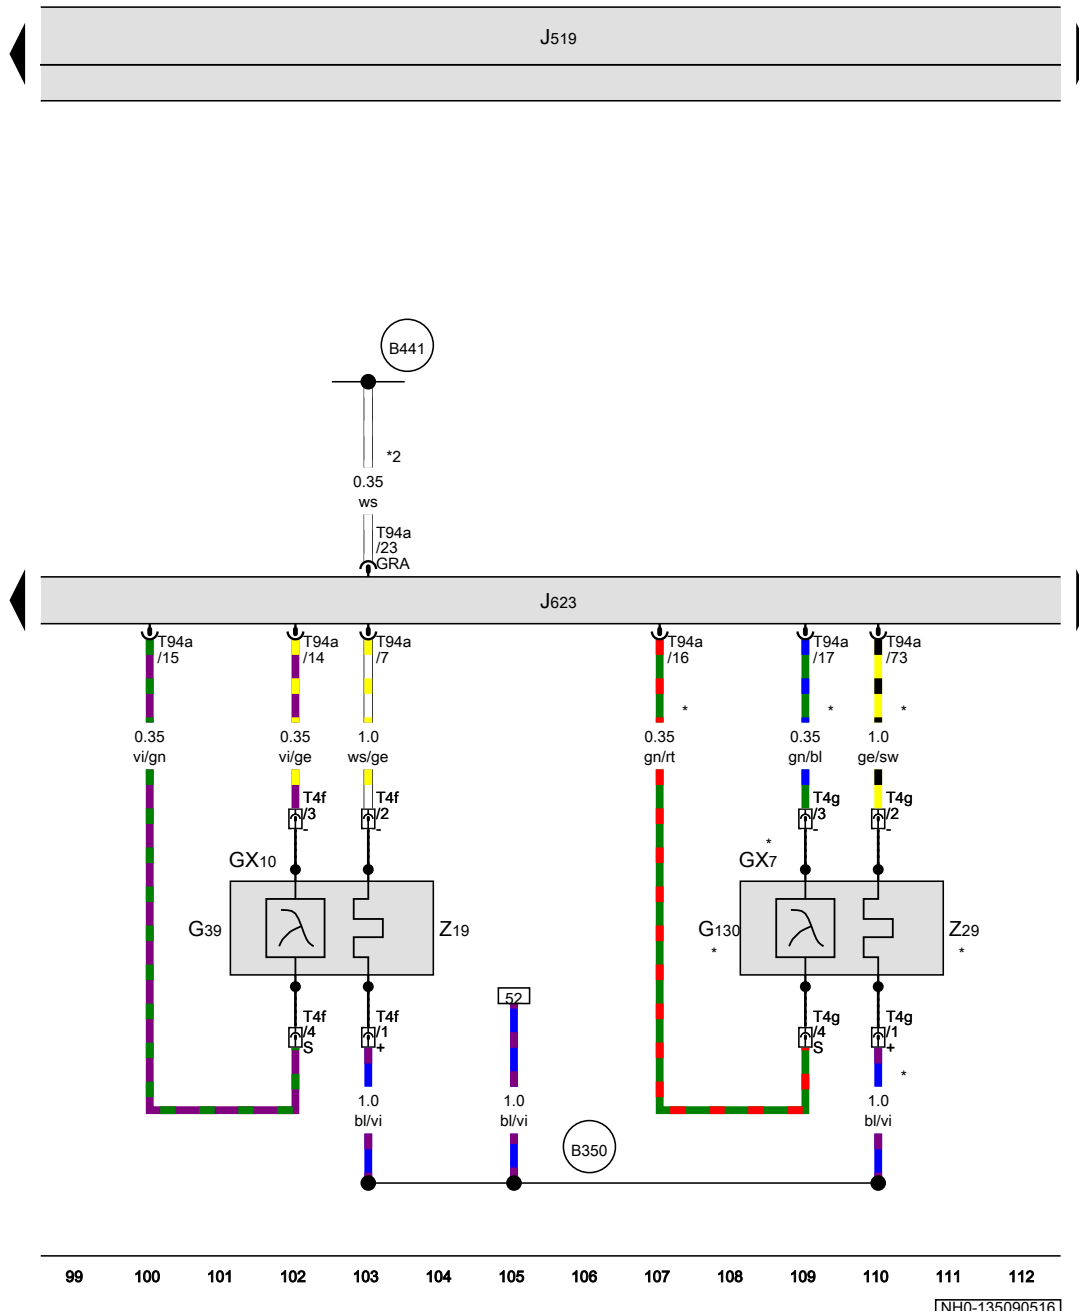 J519
B441
*2
0.35
ws
T94a
/23
GRA
J623
T94a
/15
T94a
/14
T94a
/7
T94a
/16
T94a
/17
T94a
/73
*
*
*
0.35
vi/gn
0.35
vi/ge
1.0
ws/ge
0.35
gn/rt
0.35
gn/bl
1.0
ge/sw
T4f
/3
-
T4f
/2
-
T4g
/3
-
T4g
/2
-
GX10
GX7
*
G39
Z19
G130
*
Z29
*
52
T4f
/4
S
T4f
/1
+
T4g
/4
S
T4g
/1
+
*
1.0
bl/vi
1.0
bl/vi
1.0
bl/vi
B350
99 100 101 102 103 104 105 106 107 108 109 110 111 112
NH0-135090516